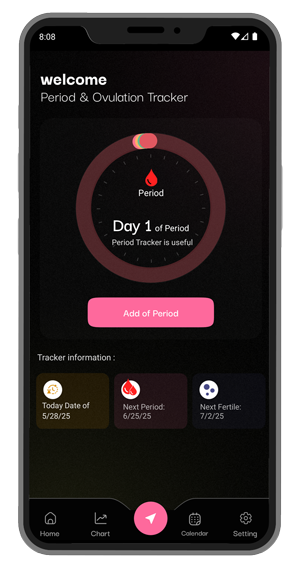 8:08
welcome
Period & Ovulation Tracker
Period
Day 1 of Period
Period Tracker is useful
Add of Period
Tracker information :
Today Date of
5/28/25
Next Period:
6/25/25
Next Fertile:
7/2/25
Home
Chart
Calendar
Setting